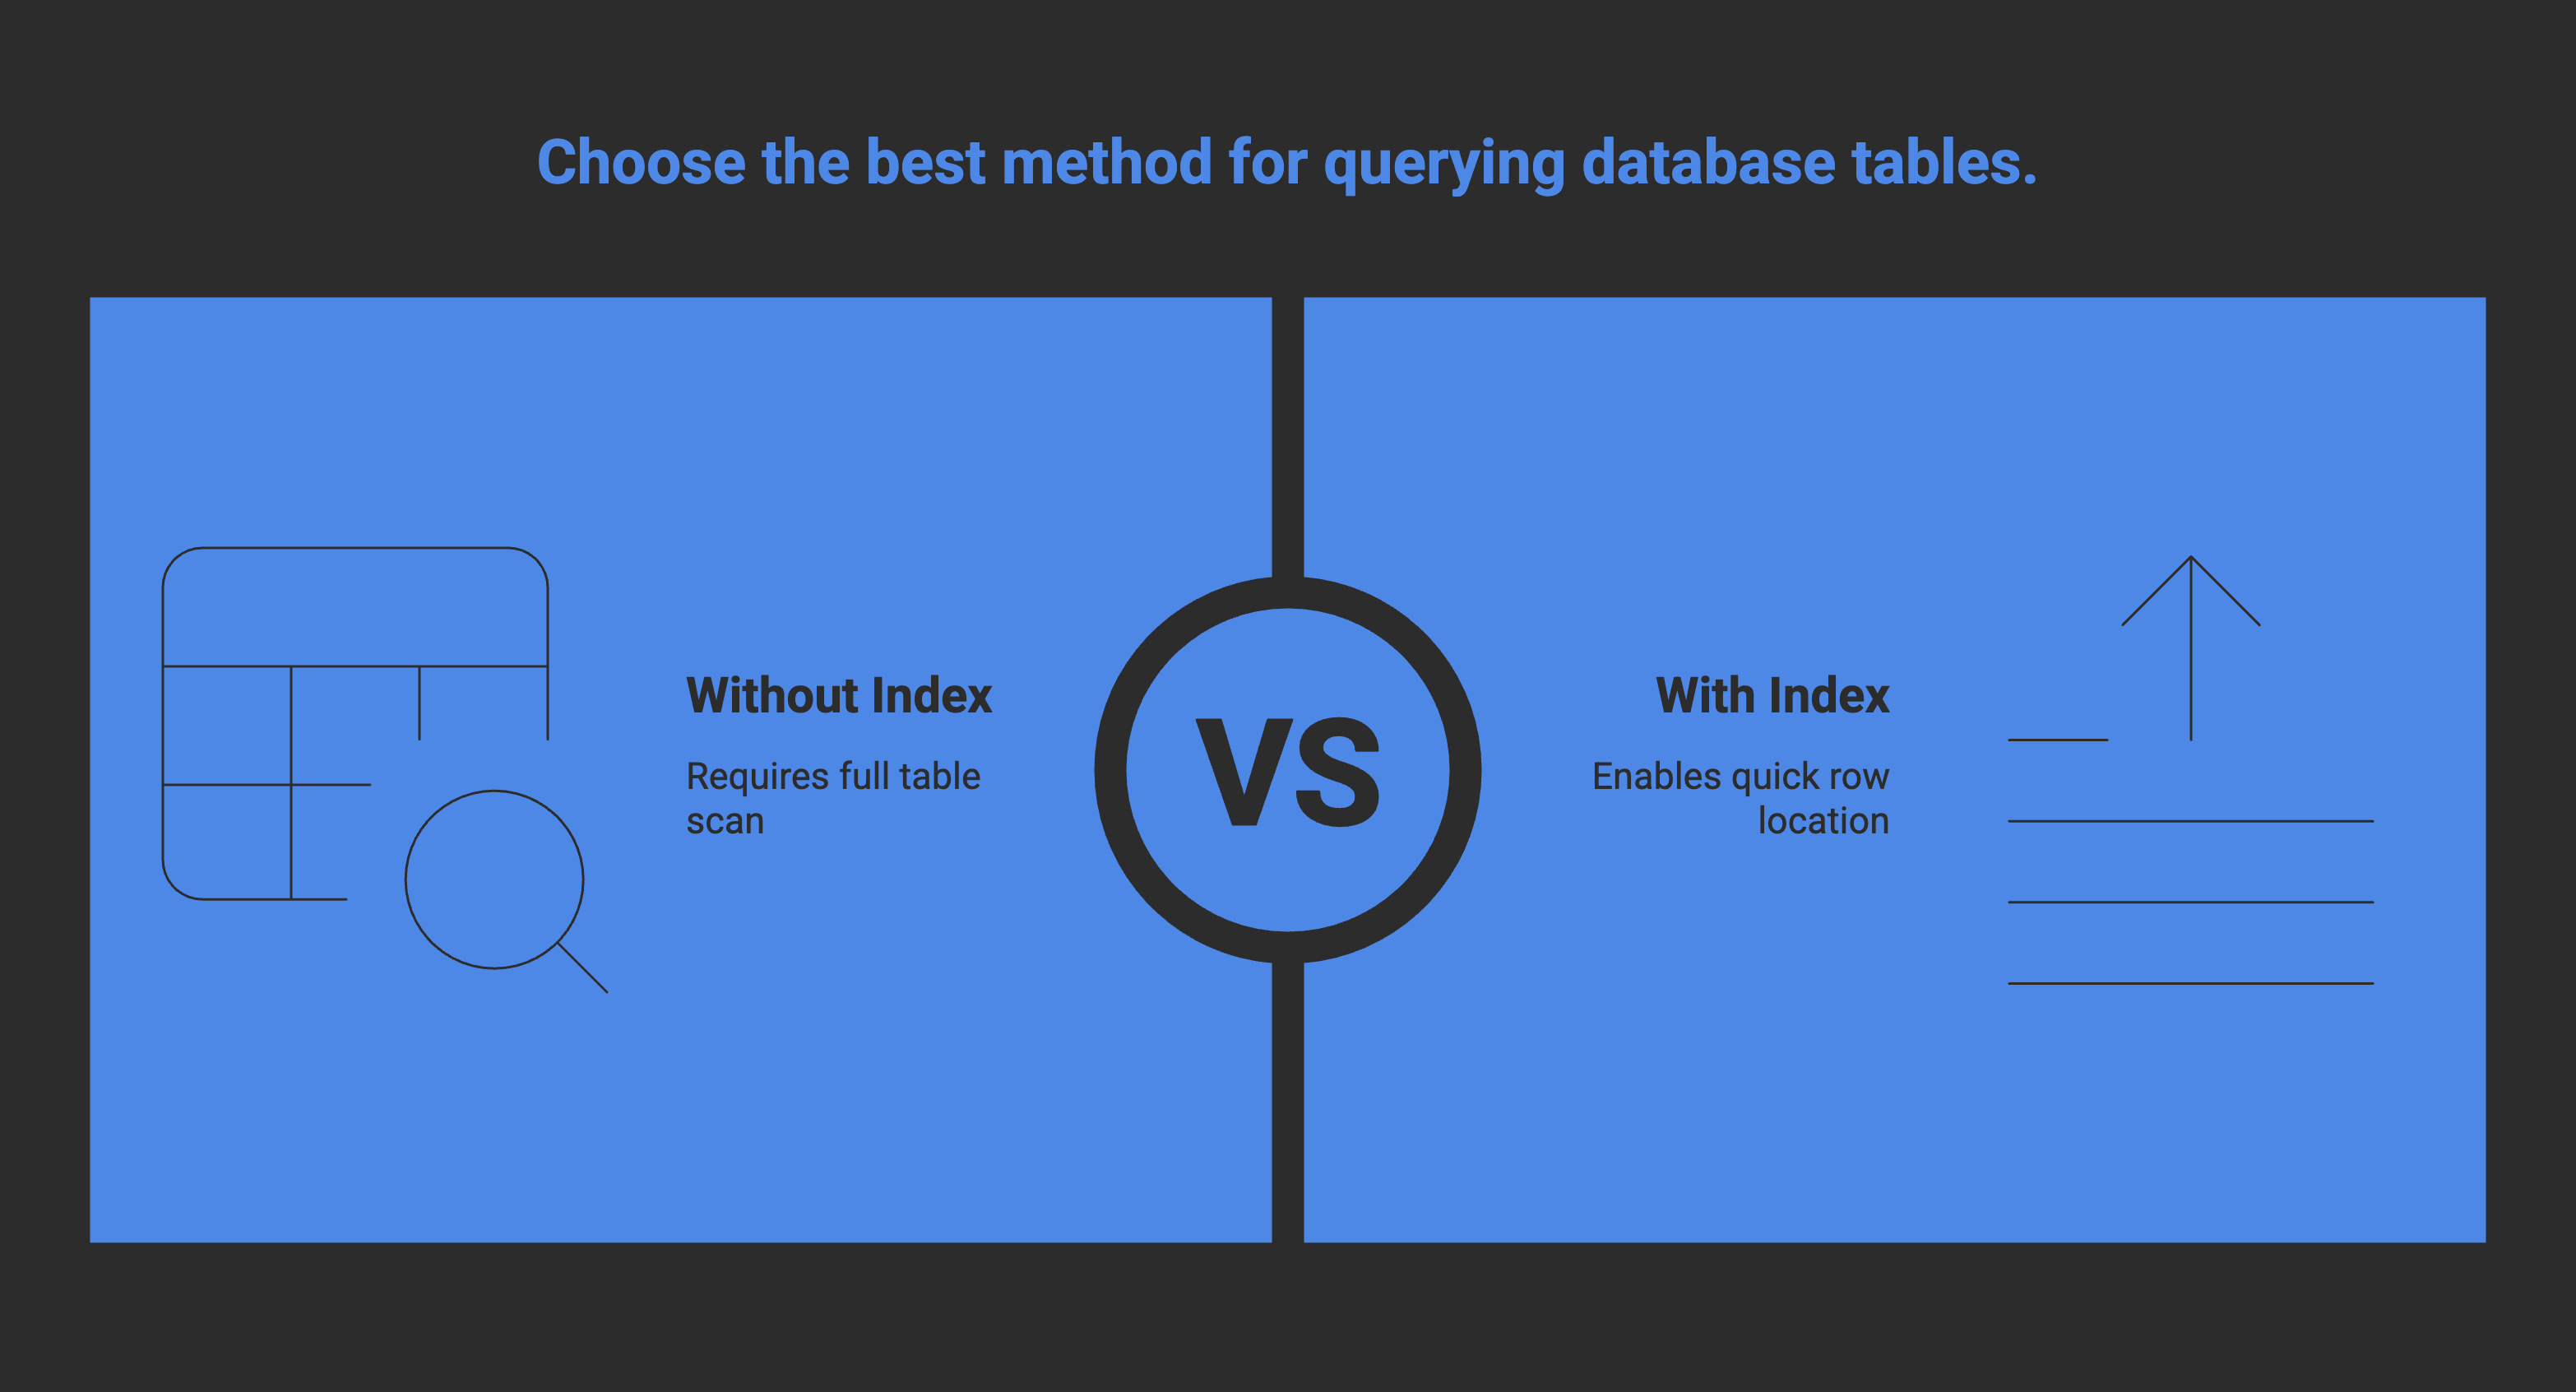 Choose the best method for querying database tables.
Without Index
Requires full table
scan
VS
With Index
Enables quick row
location